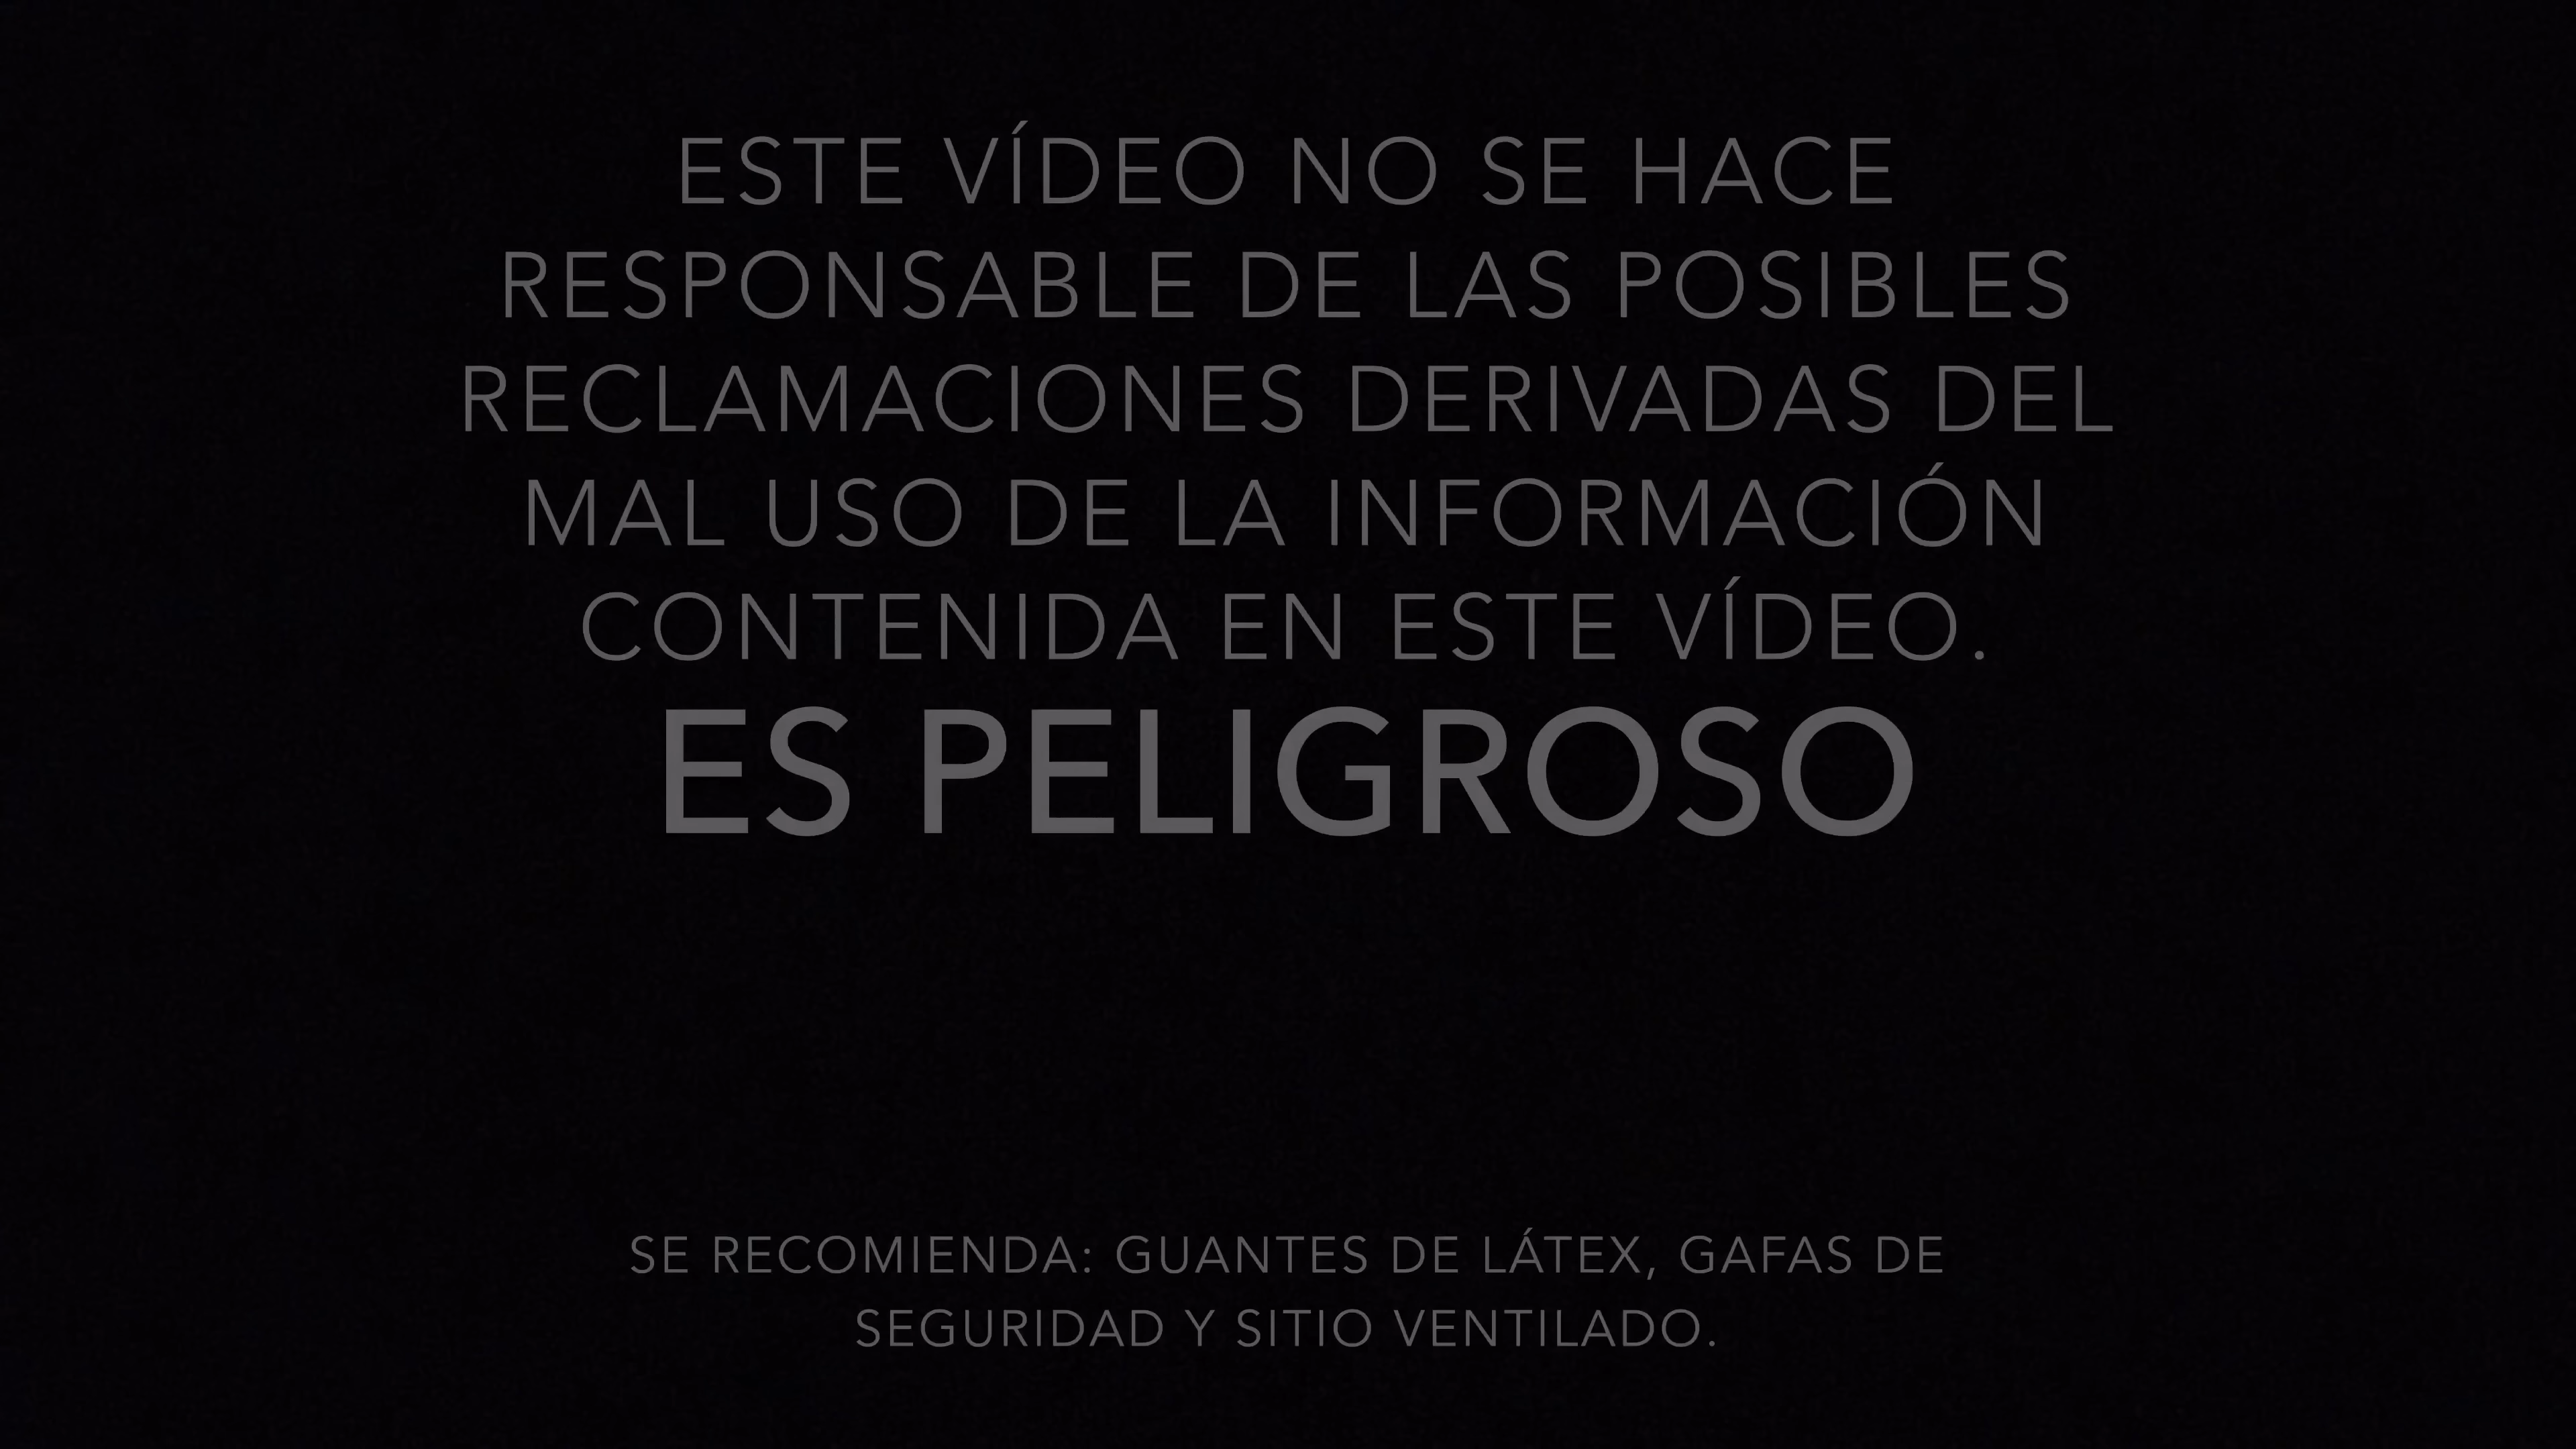 ESTE VÍDEO NO SE HACE
RESPONSABLE DE LAS POSIBLES
RECLAMACIONES DERIVADAS DEL
MAL USO DE LA INFORMACIÓN
CONTENIDA EN ESTE VÍDEO.
ES PELIGROSO
SE RECOMIENDA: GUANTES DE LÁTEX, GAFAS DE
SEGURIDAD Y SITIO VENTILADO.